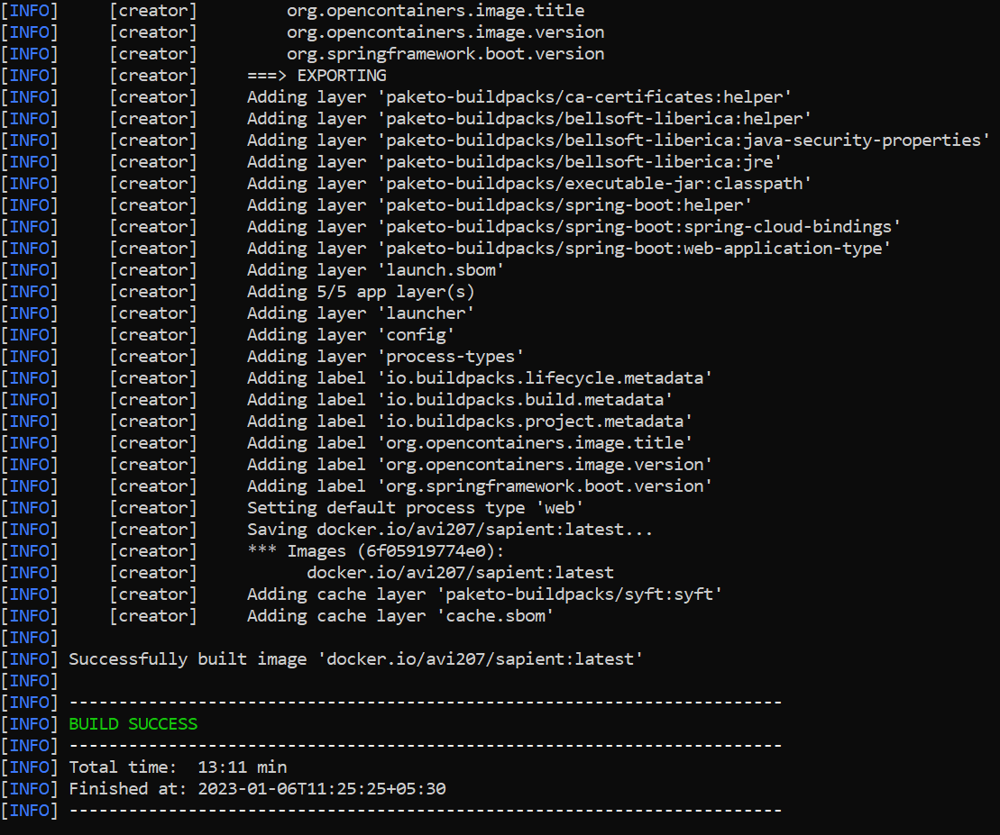 [INFO]     [creator]         org.opencontainers.image.title
[INFO]     [creator]         org.opencontainers.image.version
[INFO]     [creator]         org.springframework.boot.version
[INFO]     [creator]     ===> EXPORTING
[INFO]     [creator]     Adding layer 'paketo-buildpacks/ca-certificates:helper'
[INFO]     [creator]     Adding layer 'paketo-buildpacks/bellsoft-liberica:helper'
[INFO]     [creator]     Adding layer 'paketo-buildpacks/bellsoft-liberica:java-security-properties'
[INFO]     [creator]     Adding layer 'paketo-buildpacks/bellsoft-liberica:jre'
[INFO]     [creator]     Adding layer 'paketo-buildpacks/executable-jar:classpath'
[INFO]     [creator]     Adding layer 'paketo-buildpacks/spring-boot:helper'
[INFO]     [creator]     Adding layer 'paketo-buildpacks/spring-boot:spring-cloud-bindings'
[INFO]     [creator]     Adding layer 'paketo-buildpacks/spring-boot:web-application-type'
[INFO]     [creator]     Adding layer 'launch.sbom'
[INFO]     [creator]     Adding 5/5 app layer(s)
[INFO]     [creator]     Adding layer 'launcher'
[INFO]     [creator]     Adding layer 'config'
[INFO]     [creator]     Adding layer 'process-types'
[INFO]     [creator]     Adding label 'io.buildpacks.lifecycle.metadata'
[INFO]     [creator]     Adding label 'io.buildpacks.build.metadata'
[INFO]     [creator]     Adding label 'io.buildpacks.project.metadata'
[INFO]     [creator]     Adding label 'org.opencontainers.image.title'
[INFO]     [creator]     Adding label 'org.opencontainers.image.version'
[INFO]     [creator]     Adding label 'org.springframework.boot.version'
[INFO]     [creator]     Setting default process type 'web'
[INFO]     [creator]     Saving docker.io/avi207/sapient:latest...
[INFO]     [creator]     *** Images (6f05919774e0):
[INFO]     [creator]           docker.io/avi207/sapient:latest
[INFO]     [creator]     Adding cache layer 'paketo-buildpacks/syft:syft'
[INFO]     [creator]     Adding cache layer 'cache.sbom'
[INFO]
[INFO] Successfully built image 'docker.io/avi207/sapient:latest'
[INFO]
[INFO] ------------------------------------------------------------------------
[INFO] BUILD SUCCESS
[INFO] ------------------------------------------------------------------------
[INFO] Total time:  13:11 min
[INFO] Finished at: 2023-01-06T11:25:25+05:30
[INFO] ------------------------------------------------------------------------